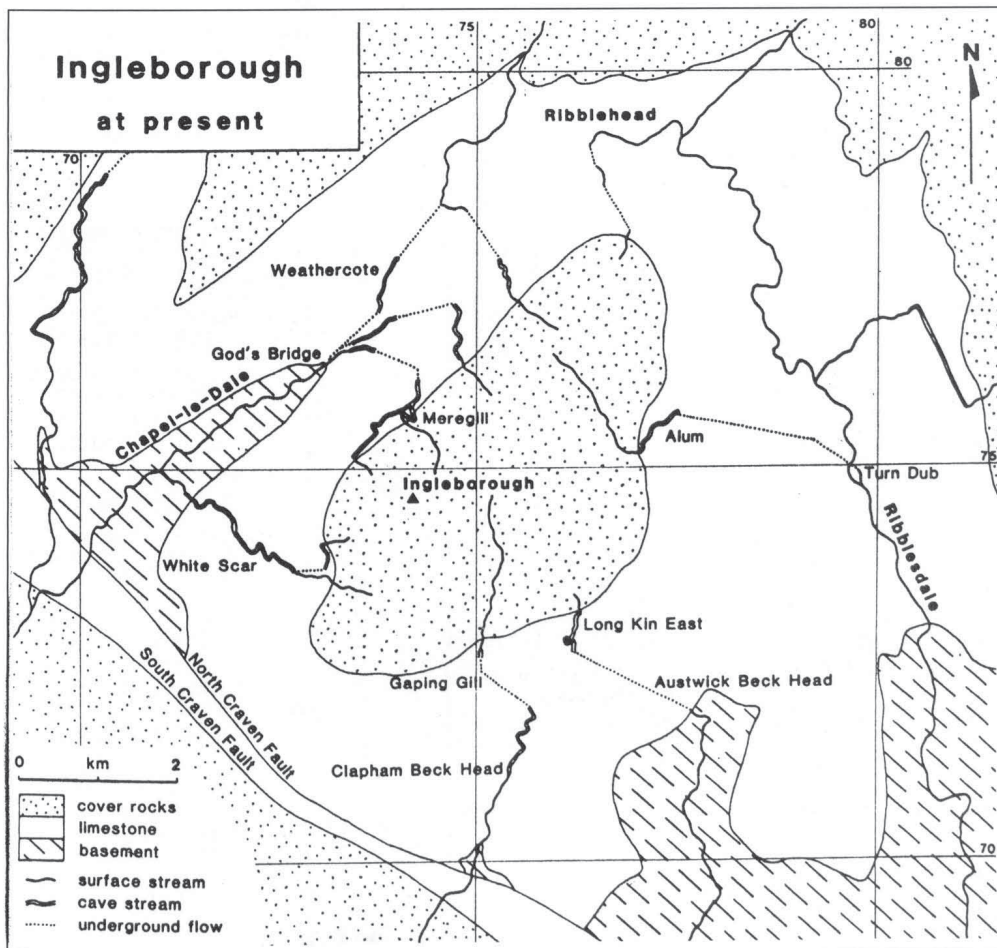 Ingleborough
at present
75
80
80
N
70
Ribblehead
Weathercote
God's Bridge
Chapel-le-Dale
Meregill
Alum
75
Ingleborough
Turn Dub
Ribblesdale
White Scar
Long Kin East
Gaping Gill
Austwick Beck Head
North Craven Fault
South Craven Fault
Clapham Beck Head
0 km 2
cover rocks
limestone
basement
surface stream
cave stream
underground flow
70